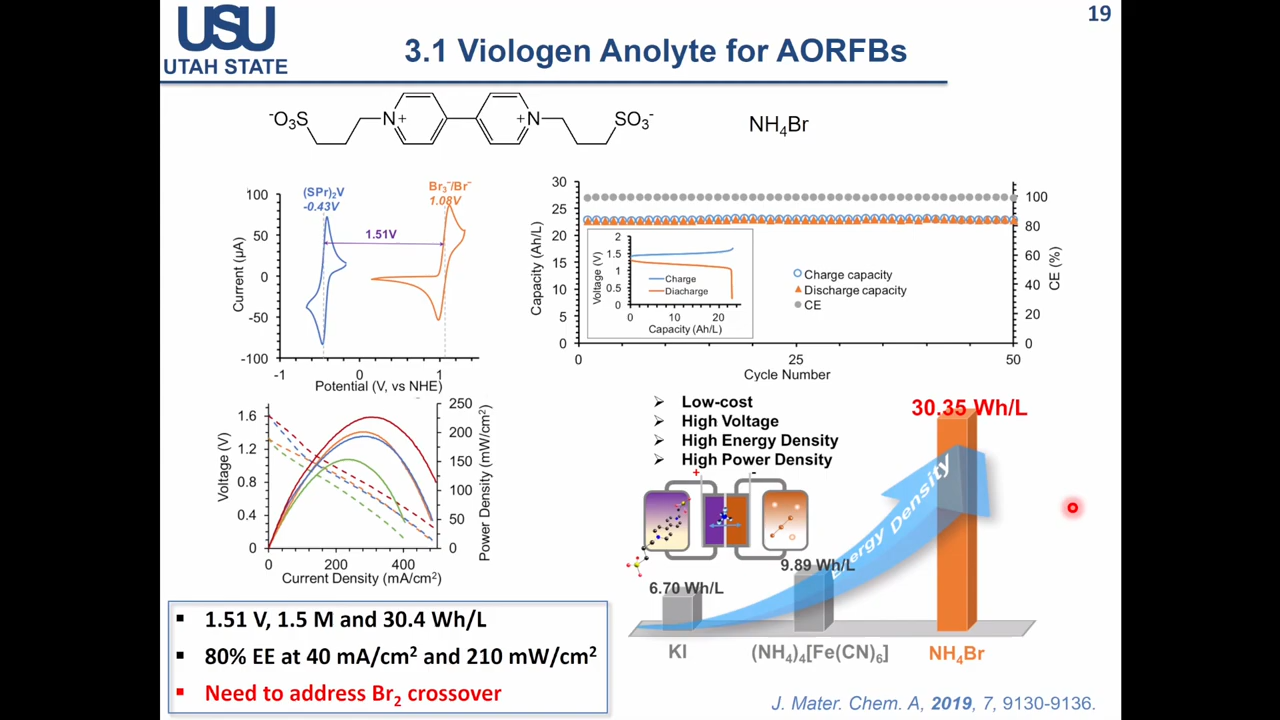 19
USU
UTAH STATE
3.1 Viologen Anolyte for AORFBs
⁻O₃S
N⁺
⁺N
SO₃⁻
NH₄Br
(SPr)₂V
-0.43V
Br₃⁻/Br⁻
1.08V
1.51V
Current (µA)
100
50
0
-50
-100
-1
0
1
Potential (V, vs NHE)
Capacity (Ah/L)
30
25
20
15
10
5
0
0
25
50
Cycle Number
CE (%)
100
80
60
40
20
0
Voltage (V)
2
1.5
1
0.5
0
0
10
20
Capacity (Ah/L)
Charge
Discharge
Charge capacity
Discharge capacity
CE
Voltage (V)
1.6
1.2
0.8
0.4
0
0
200
400
Current Density (mA/cm²)
Power Density (mW/cm²)
250
200
150
100
50
0
➢ Low-cost
➢ High Voltage
➢ High Energy Density
➢ High Power Density
+
-
30.35 Wh/L
Energy Density
9.89 Wh/L
6.70 Wh/L
KI
(NH₄)₄[Fe(CN)₆]
NH₄Br
▪ 1.51 V, 1.5 M and 30.4 Wh/L
▪ 80% EE at 40 mA/cm² and 210 mW/cm²
▪ Need to address Br₂ crossover
J. Mater. Chem. A, 2019, 7, 9130-9136.